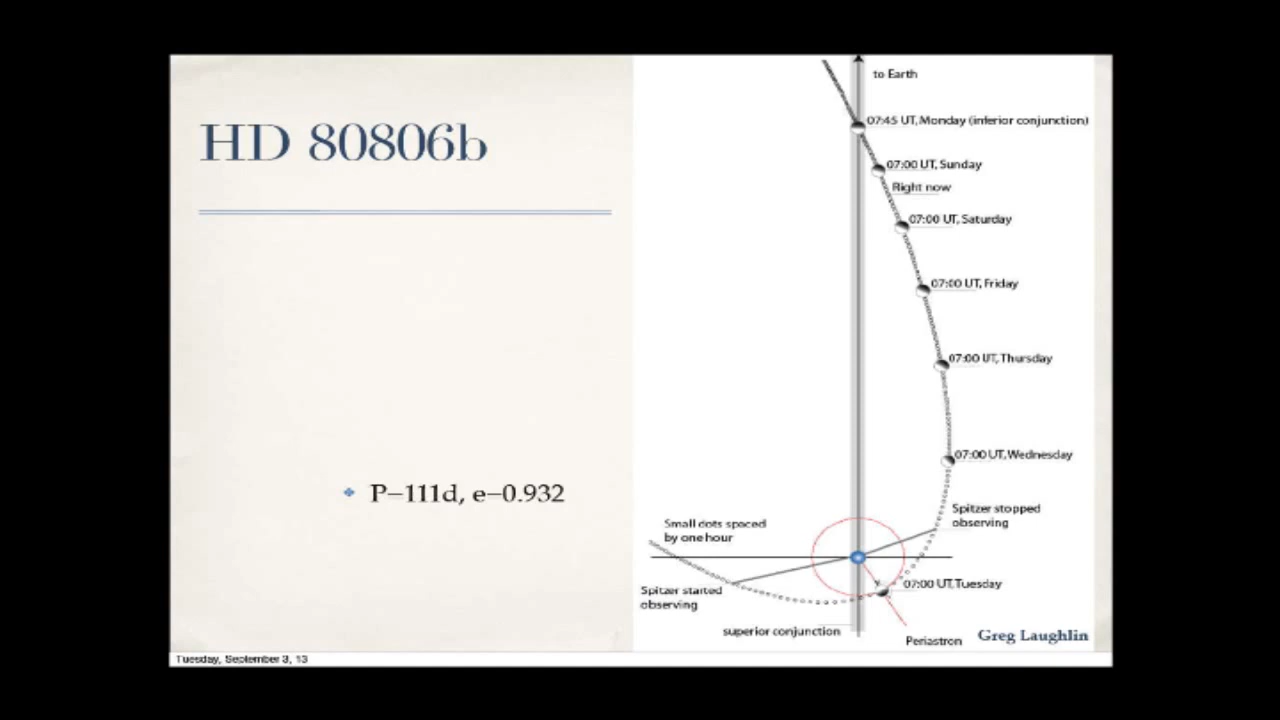 HD 80806b
P=111d, e=0.932
to Earth
07:45 UT, Monday (inferior conjunction)
07:00 UT, Sunday
Right now
07:00 UT, Saturday
07:00 UT, Friday
07:00 UT, Thursday
07:00 UT, Wednesday
Spitzer stopped
observing
Small dots spaced
by one hour
07:00 UT, Tuesday
Spitzer started
observing
superior conjunction
Periastron
Greg Laughlin
Tuesday, September 3, 13